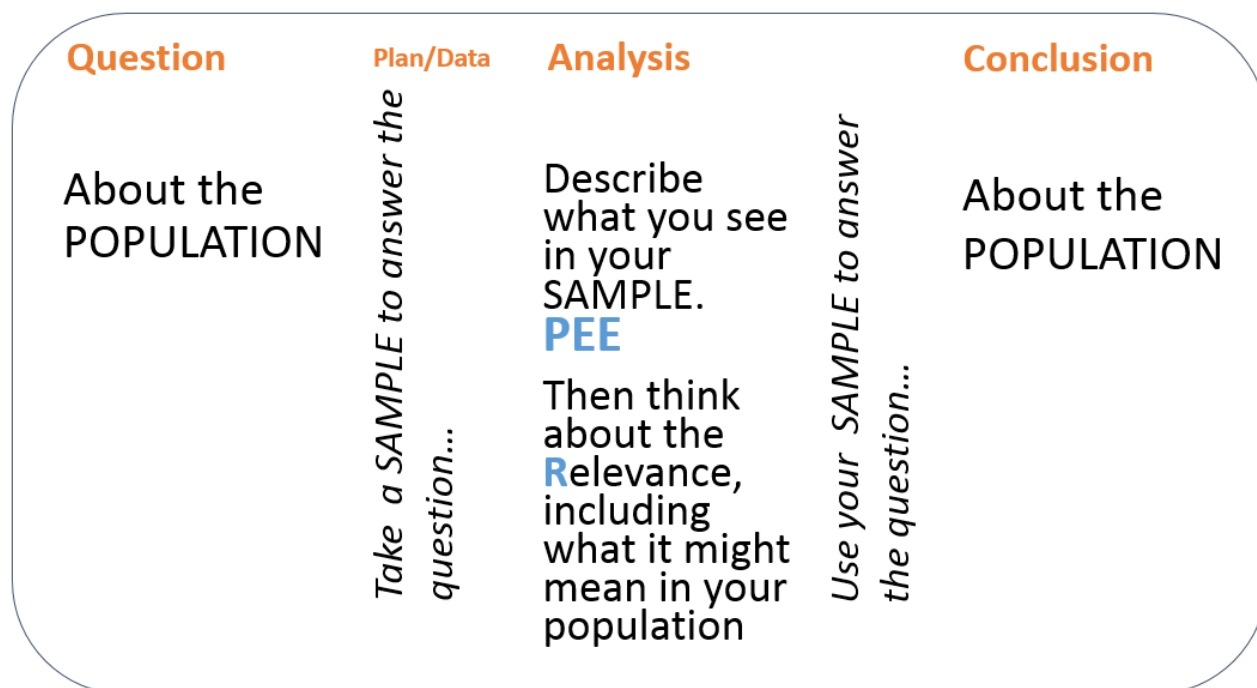 Question
About the
POPULATION
Plan/Data
Take a SAMPLE to answer the
question...
Analysis
Describe
what you see
in your
SAMPLE.
PEE
Then think
about the
Relevance,
including
what it might
mean in your
population
Use your SAMPLE to answer
the question...
Conclusion
About the
POPULATION